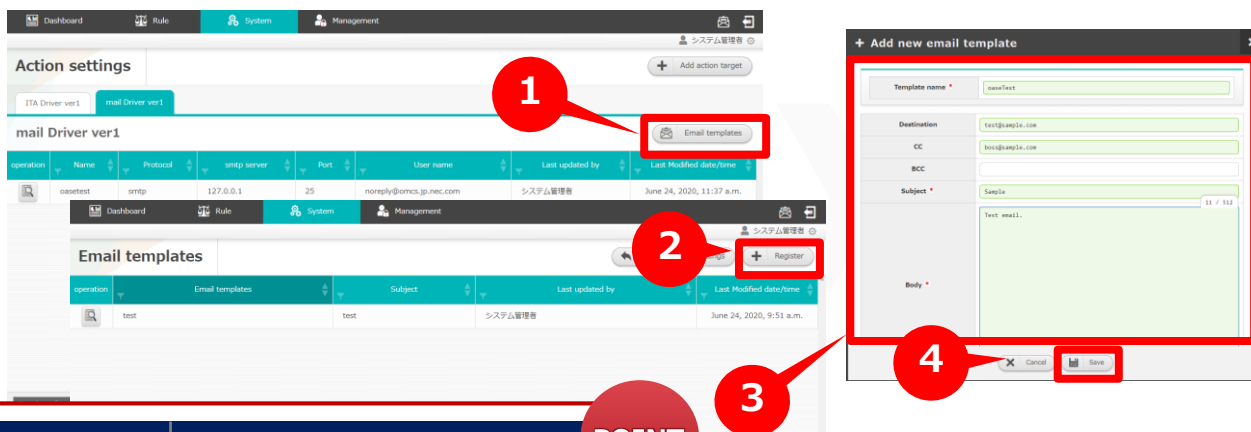 Dashboard
Rule
System
Management
システム管理者
Action settings
Add action target
ITA Driver ver1
mail Driver ver1
1
mail Driver ver1
Email templates
operation
Name
Protocol
smtp server
Port
User name
Last updated by
Last Modified date/time
oasetest
smtp
127.0.0.1
25
noreply@omcs.jp.nec.com
システム管理者
June 24, 2020, 11:37 a.m.
Dashboard
Rule
System
Management
システム管理者
Email templates
2
Register
operation
Email templates
Subject
Last updated by
Last Modified date/time
test
test
システム管理者
June 24, 2020, 9:51 a.m.
3
POINT
+ Add new email template
Template name *
oaseTest
Destination
test@sample.com
CC
bccs@sample.com
BCC
Subject *
Sample
11 / 512
Body *
Test email.
4
Cancel
Save